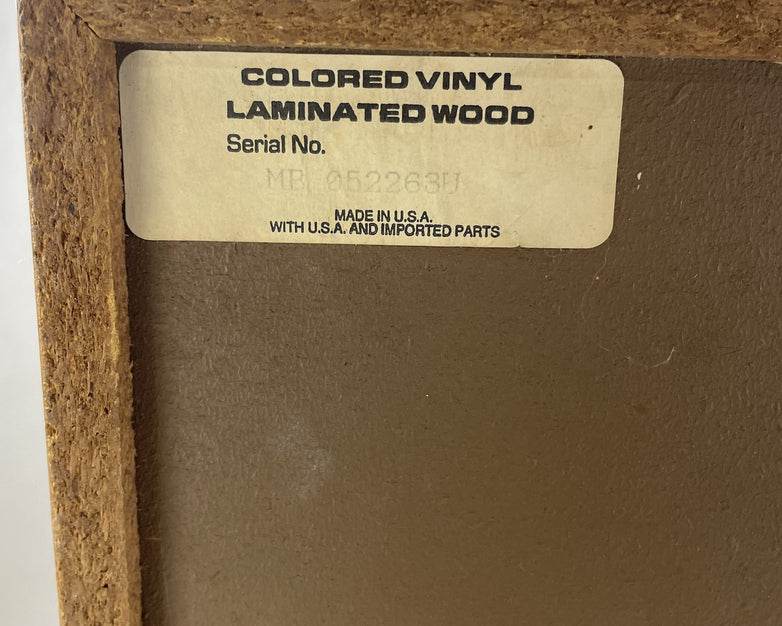 COLORED VINYL
LAMINATED WOOD
Serial No.
MB 052263U
MADE IN U.S.A.
WITH U.S.A. AND IMPORTED PARTS